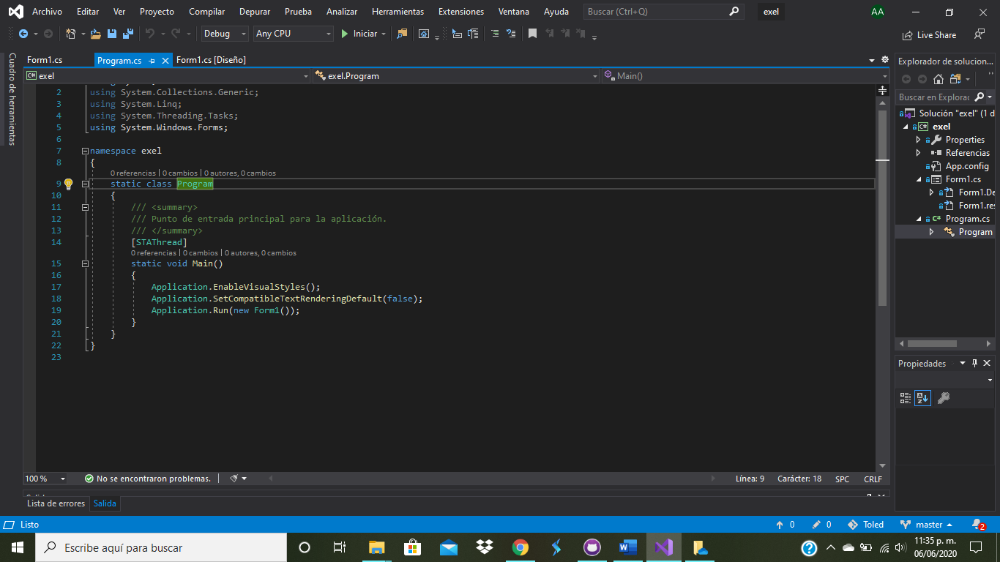 Archivo Editar Ver Proyecto Compilar Depurar Prueba Analizar Herramientas Extensiones Ventana Ayuda Buscar (Ctrl+Q) exel AA
Debug Any CPU Iniciar Live Share
Form1.cs Program.cs Form1.cs [Diseño]
exel exel.Program Main()
Cuadro de herramientas
2 using System.Collections.Generic;
3 using System.Linq;
4 using System.Threading.Tasks;
5 using System.Windows.Forms;
6
7 namespace exel
8 {
0 referencias | 0 cambios | 0 autores, 0 cambios
9 static class Program
10 {
11 /// <summary>
12 /// Punto de entrada principal para la aplicación.
13 /// </summary>
14 [STAThread]
0 referencias | 0 cambios | 0 autores, 0 cambios
15 static void Main()
16 {
17 Application.EnableVisualStyles();
18 Application.SetCompatibleTextRenderingDefault(false);
19 Application.Run(new Form1());
20 }
21 }
22 }
23
100 % No se encontraron problemas. Línea: 9 Carácter: 18 SPC CRLF
Lista de errores Salida
Explorador de solucion...
Buscar en Explorac
Solución "exel" (1 d
exel
Properties
Referencias
App.config
Form1.cs
Form1.De
Form1.res
Program.cs
Program
Propiedades
Listo 0 0 Toled master 2
Escribe aquí para buscar
11:35 p. m.
06/06/2020